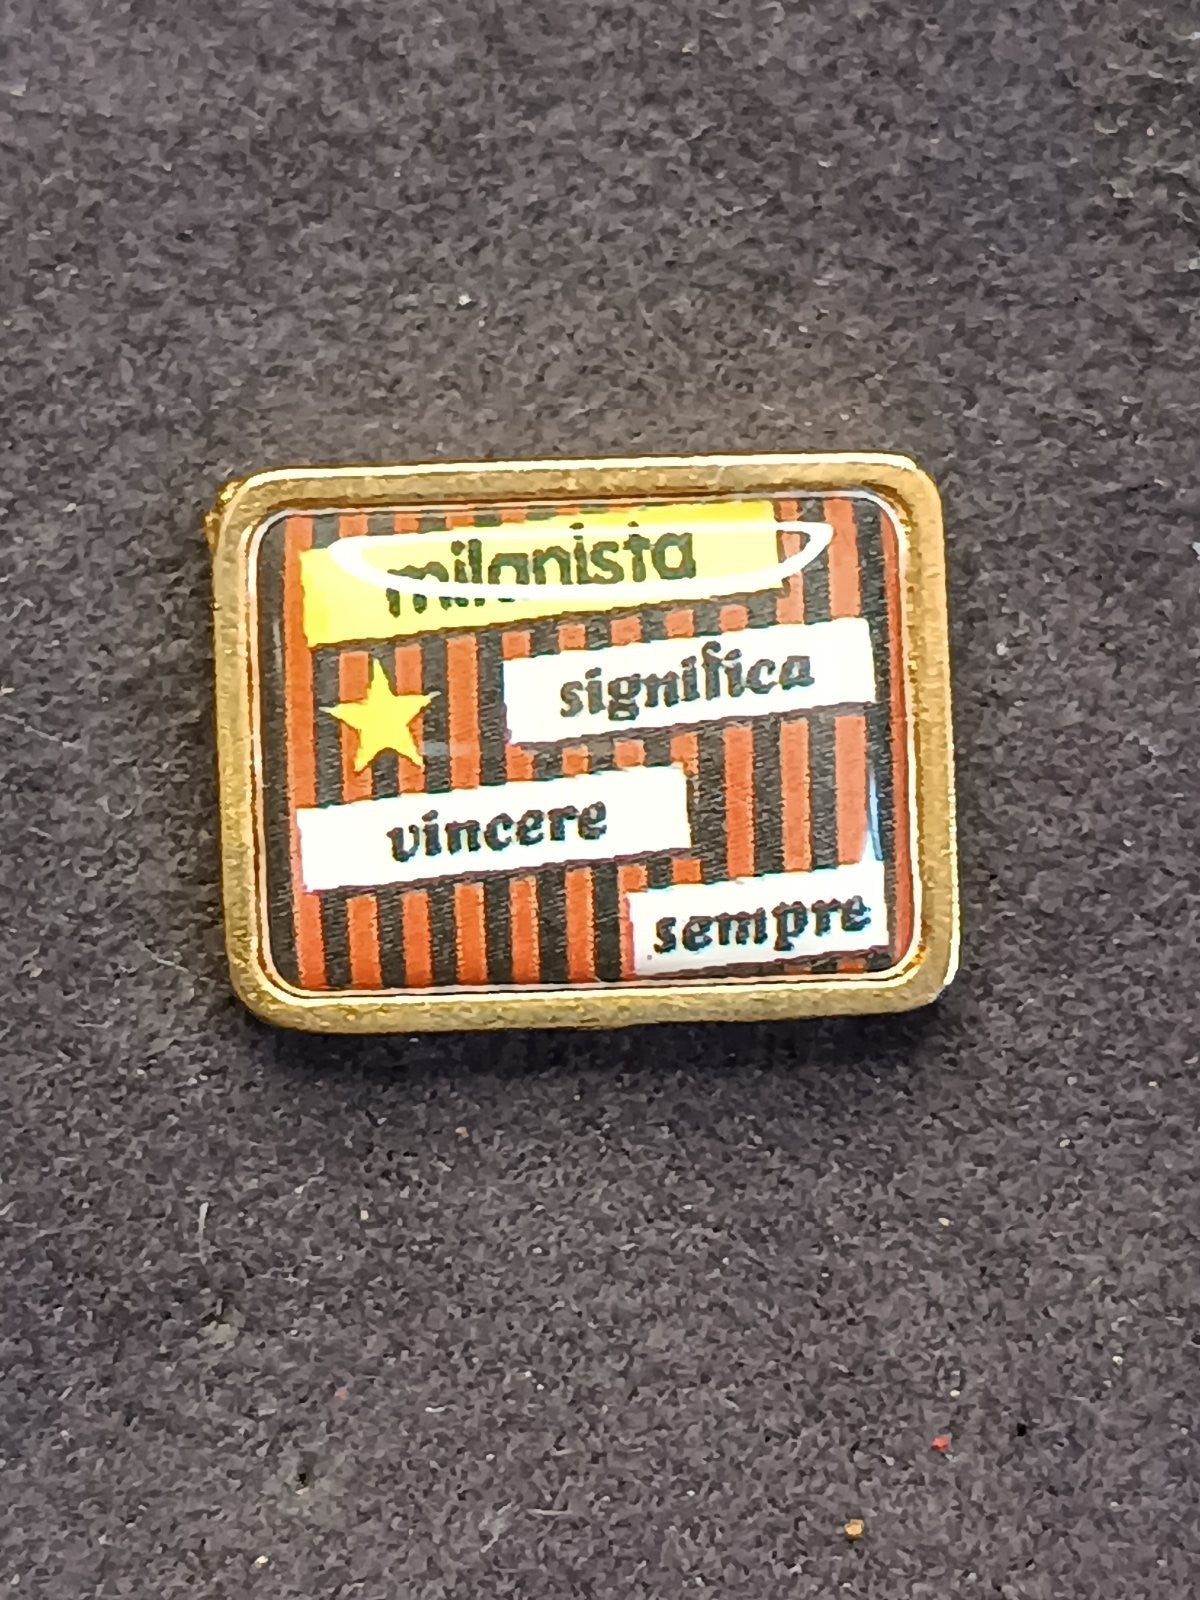 milanista
significa
vincere
sempre